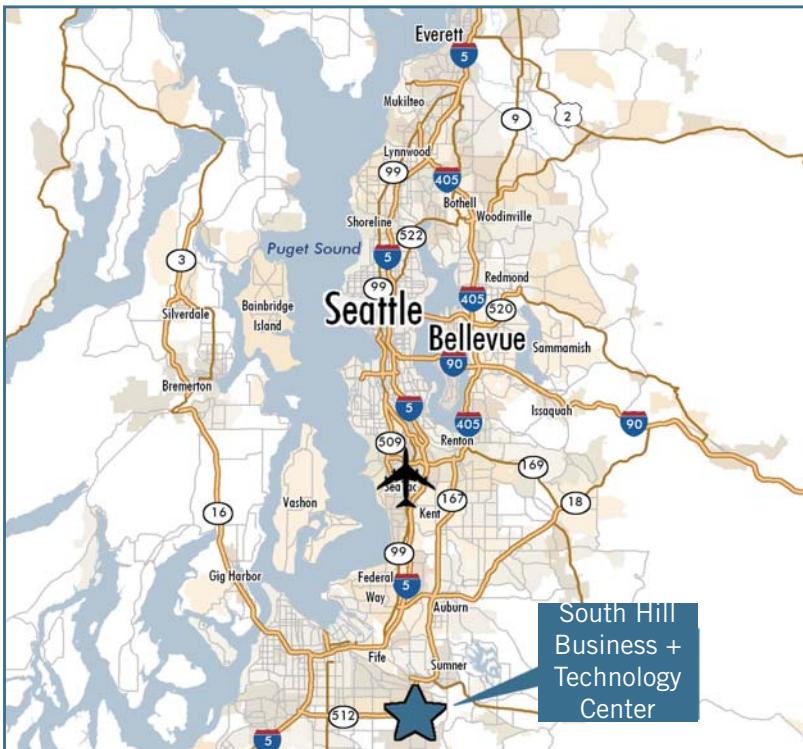 Everett
5
Mukilteo
9
2
Lynnwood
99
405
Bothell
Woodinville
Shoreline
522
5
Puget Sound
3
Redmond
99
405
Seattle
520
Silverdale
Bainbridge
Island
Bellevue
Sammamish
90
Bremerton
5
Issaquah
405
90
509
Renton
169
SeaTac
167
18
16
Vashon
Kent
99
Gig Harbor
Federal
Way
5
Auburn
South Hill
Business +
Technology
Center
Fife
Sumner
512
5